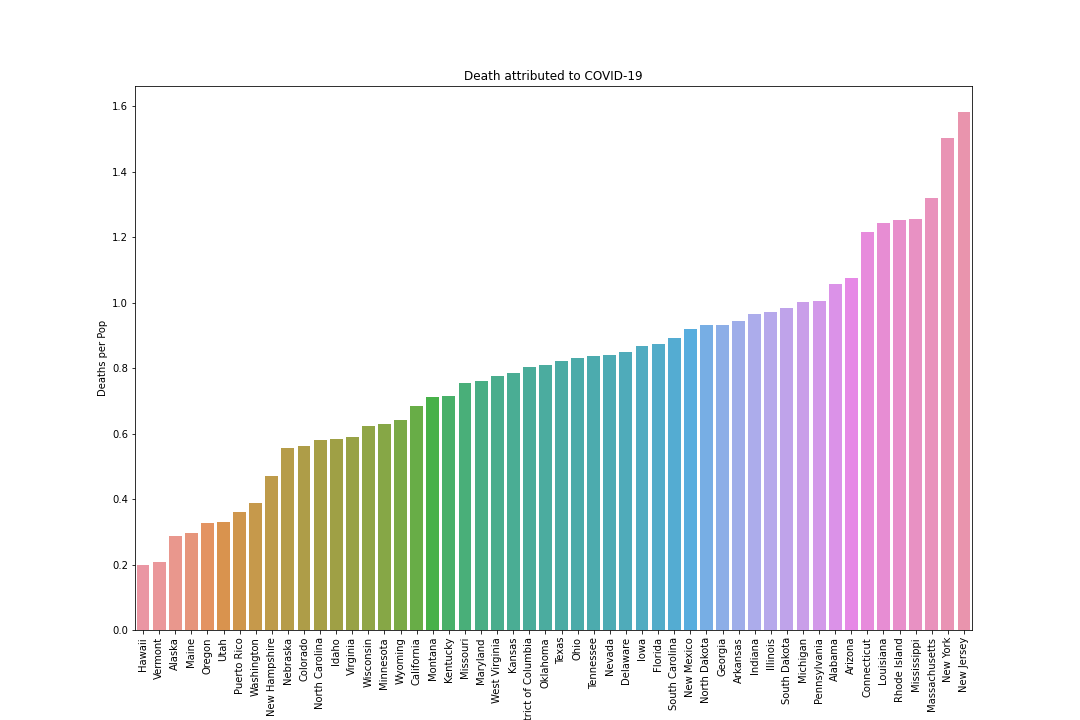 Death attributed to COVID-19
Deaths per Pop
1.6
1.4
1.2
1.0
0.8
0.6
0.4
0.2
0.0
Hawaii
Vermont
Alaska
Maine
Oregon
Utah
Puerto Rico
Washington
New Hampshire
Nebraska
Colorado
North Carolina
Idaho
Virginia
Wisconsin
Minnesota
Wyoming
California
Montana
Kentucky
Missouri
Maryland
West Virginia
Kansas
trict of Columbia
Oklahoma
Texas
Ohio
Tennessee
Nevada
Delaware
Iowa
Florida
South Carolina
New Mexico
North Dakota
Georgia
Arkansas
Indiana
Illinois
South Dakota
Michigan
Pennsylvania
Alabama
Arizona
Connecticut
Louisiana
Rhode Island
Mississippi
Massachusetts
New York
New Jersey